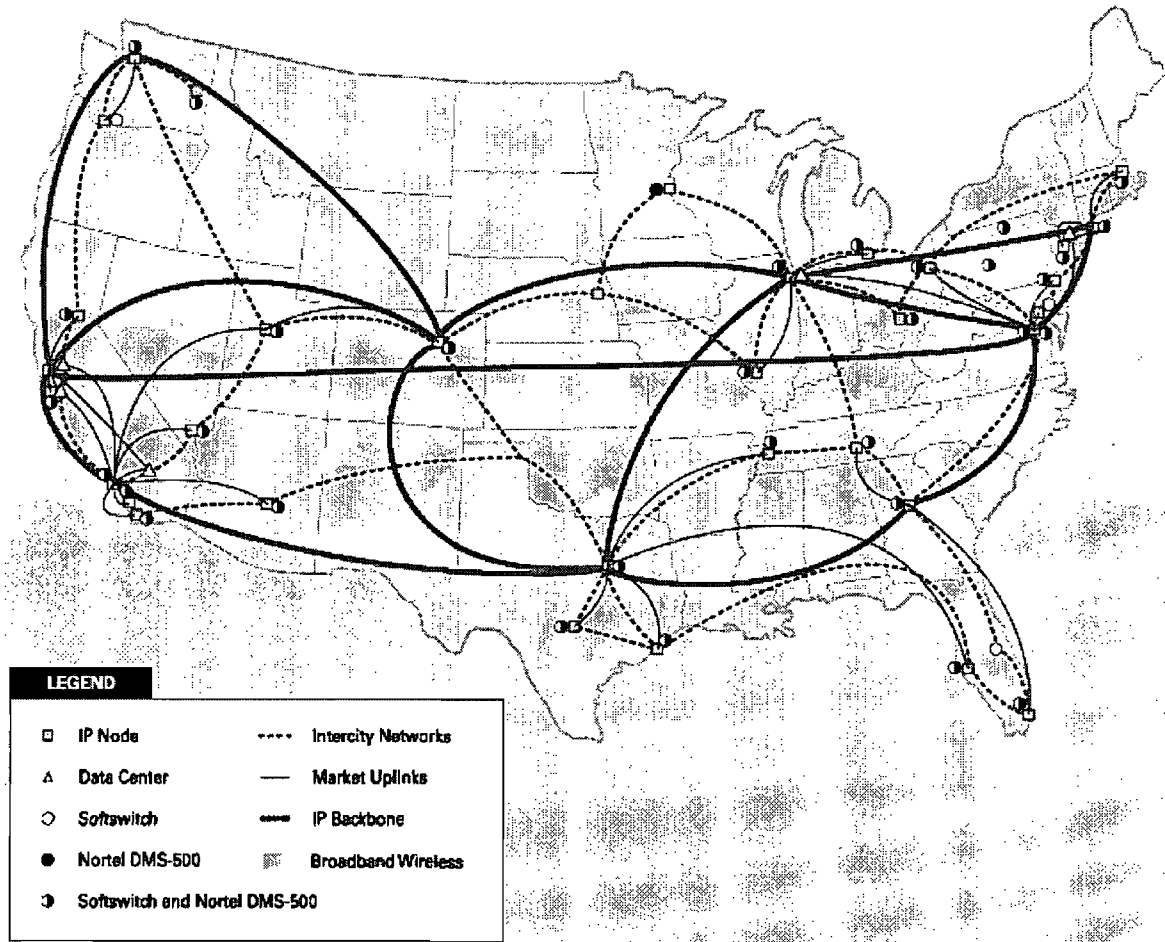 LEGEND
IP Node
Data Center
Softswitch
Nortel DMS-500
Softswitch and Nortel DMS-500
Intercity Networks
Market Uplinks
IP Backbone
Broadband Wireless